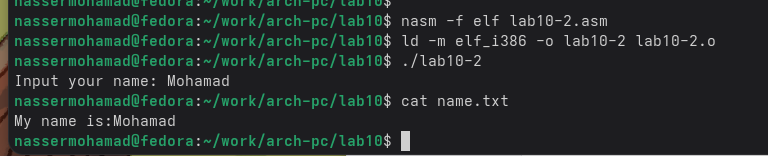 nassermohamad@fedora:~/work/arch-pc/lab10$
nassermohamad@fedora:~/work/arch-pc/lab10$ nasm -f elf lab10-2.asm
nassermohamad@fedora:~/work/arch-pc/lab10$ ld -m elf_i386 -o lab10-2 lab10-2.o
nassermohamad@fedora:~/work/arch-pc/lab10$ ./lab10-2
Input your name: Mohamad
nassermohamad@fedora:~/work/arch-pc/lab10$ cat name.txt
My name is:Mohamad
nassermohamad@fedora:~/work/arch-pc/lab10$